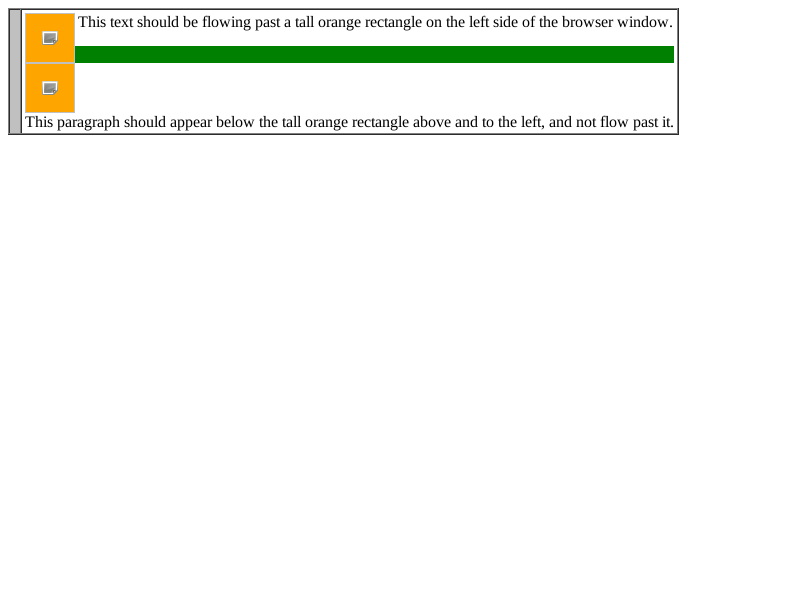 This text should be flowing past a tall orange rectangle on the left side of the browser window.
This paragraph should appear below the tall orange rectangle above and to the left, and not flow past it.